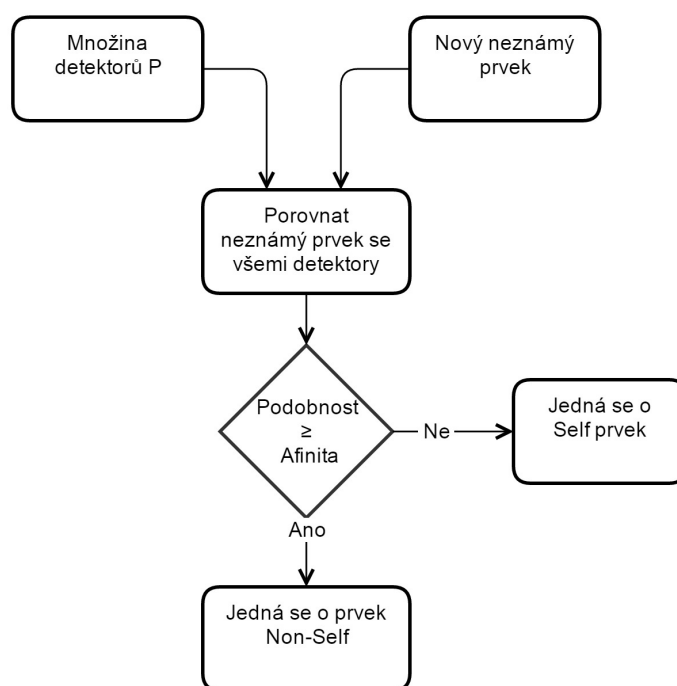 Množina
detektorů P
Nový neznámý
prvek
Porovnat
neznámý prvek se
všemi detektory
Podobnost
≥
Afinita
Ne
Jedná se o
Self prvek
Ano
Jedná se o prvek
Non-Self